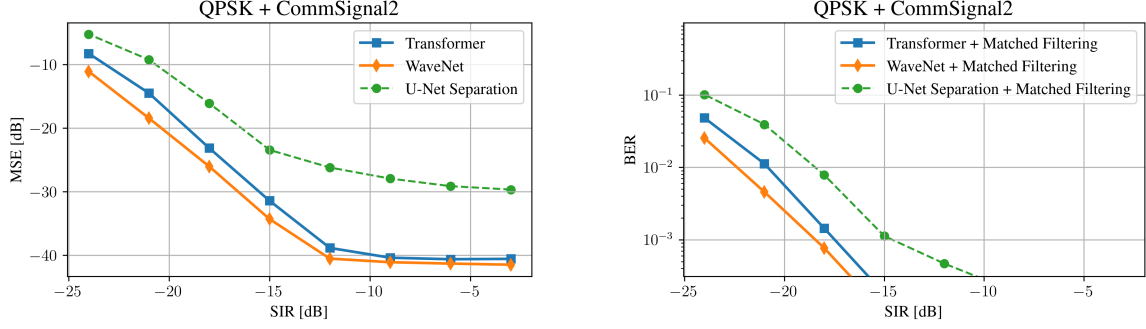 QPSK + CommSignal2
Transformer
WaveNet
U-Net Separation
−10
−20
−30
−40
MSE [dB]
−25
−20
−15
−10
−5
SIR [dB]
QPSK + CommSignal2
Transformer + Matched Filtering
WaveNet + Matched Filtering
U-Net Separation + Matched Filtering
10⁻¹
10⁻²
10⁻³
BER
−25
−20
−15
−10
−5
SIR [dB]